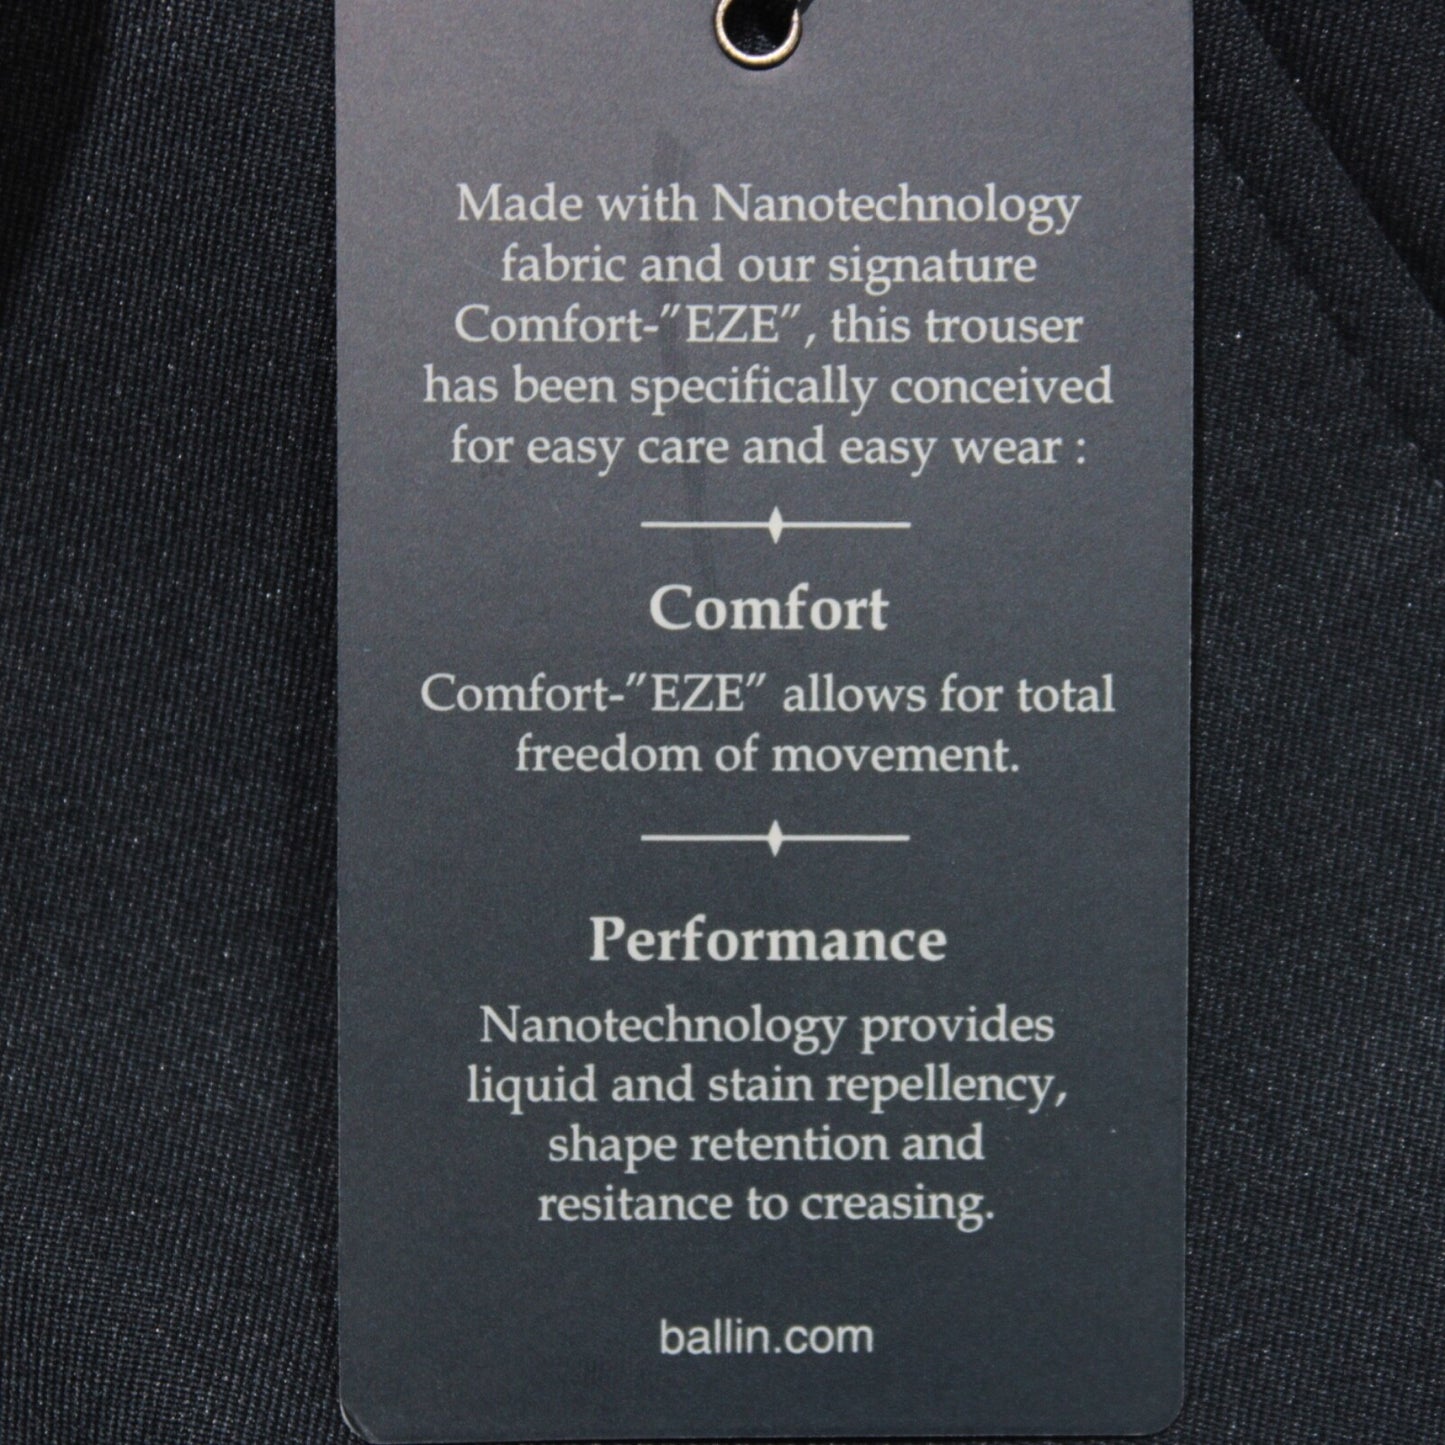 Made with Nanotechnology
fabric and our signature
Comfort-"EZE", this trouser
has been specifically conceived
for easy care and easy wear :
Comfort
Comfort-"EZE" allows for total
freedom of movement.
Performance
Nanotechnology provides
liquid and stain repellency,
shape retention and
resitance to creasing.
ballin.com